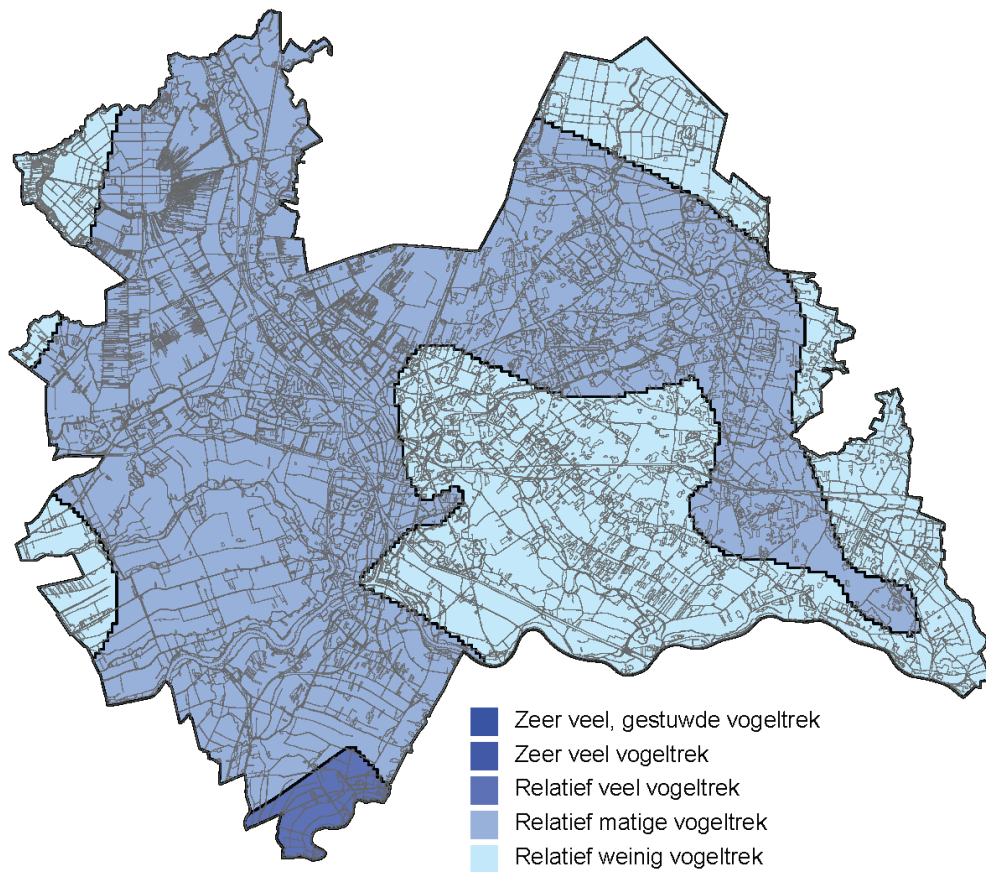 Zeer veel, gestuwde vogeltrek
Zeer veel vogeltrek
Relatief veel vogeltrek
Relatief matige vogeltrek
Relatief weinig vogeltrek